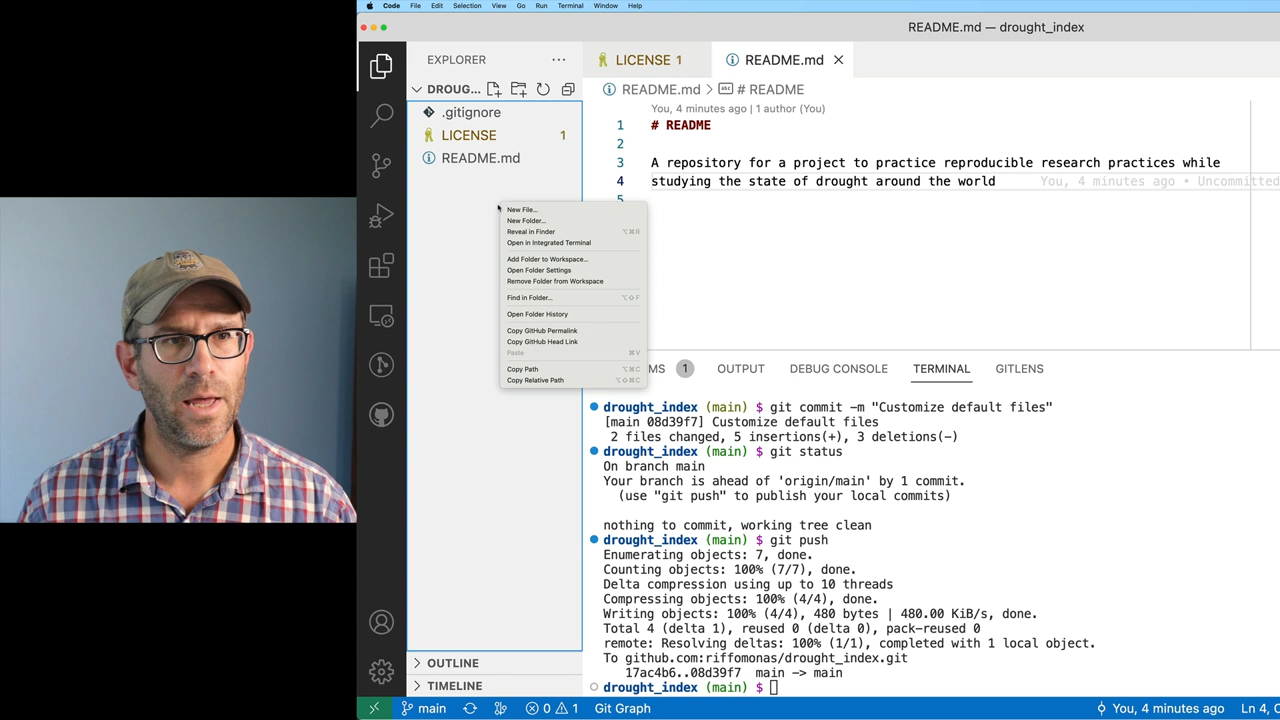 Code File Edit Selection View Go Run Terminal Window Help
README.md — drought_index
EXPLORER
DROUG...
.gitignore
LICENSE 1
README.md
LICENSE 1 README.md
README.md > # README
You, 4 minutes ago | 1 author (You)
1 # README
2
3 A repository for a project to practice reproducible research practices while
4 studying the state of drought around the world You, 4 minutes ago • Uncommitted
5
New File...
New Folder...
Reveal in Finder ⌥⌘R
Open in Integrated Terminal
Add Folder to Workspace...
Open Folder Settings
Remove Folder from Workspace
Find in Folder... ⌥⇧F
Open Folder History
Copy GitHub Permalink
Copy GitHub Head Link
Paste ⌘V
Copy Path ⌥⌘C
Copy Relative Path ⌥⇧⌘C
MS 1 OUTPUT DEBUG CONSOLE TERMINAL GITLENS
drought_index (main) $ git commit -m "Customize default files"
[main 08d39f7] Customize default files
2 files changed, 5 insertions(+), 3 deletions(-)
drought_index (main) $ git status
On branch main
Your branch is ahead of 'origin/main' by 1 commit.
(use "git push" to publish your local commits)
nothing to commit, working tree clean
drought_index (main) $ git push
Enumerating objects: 7, done.
Counting objects: 100% (7/7), done.
Delta compression using up to 10 threads
Compressing objects: 100% (4/4), done.
Writing objects: 100% (4/4), 480 bytes | 480.00 KiB/s, done.
Total 4 (delta 1), reused 0 (delta 0), pack-reused 0
remote: Resolving deltas: 100% (1/1), completed with 1 local object.
To github.com:riffomonas/drought_index.git
17ac4b6..08d39f7 main -> main
drought_index (main) $
OUTLINE
TIMELINE
main 0 1 Git Graph You, 4 minutes ago Ln 4, C